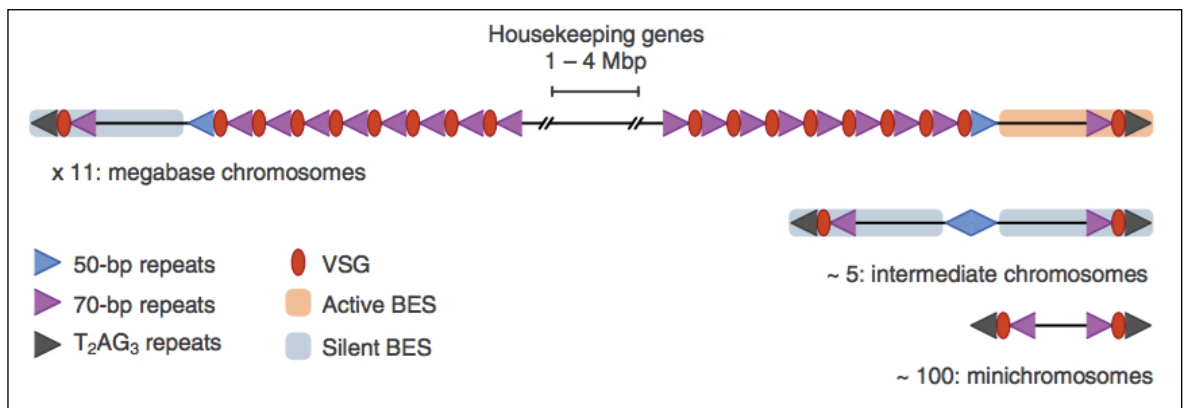 Housekeeping genes
1 – 4 Mbp
x 11: megabase chromosomes
50-bp repeats
VSG
~ 5: intermediate chromosomes
70-bp repeats
Active BES
T₂AG₃ repeats
Silent BES
~ 100: minichromosomes